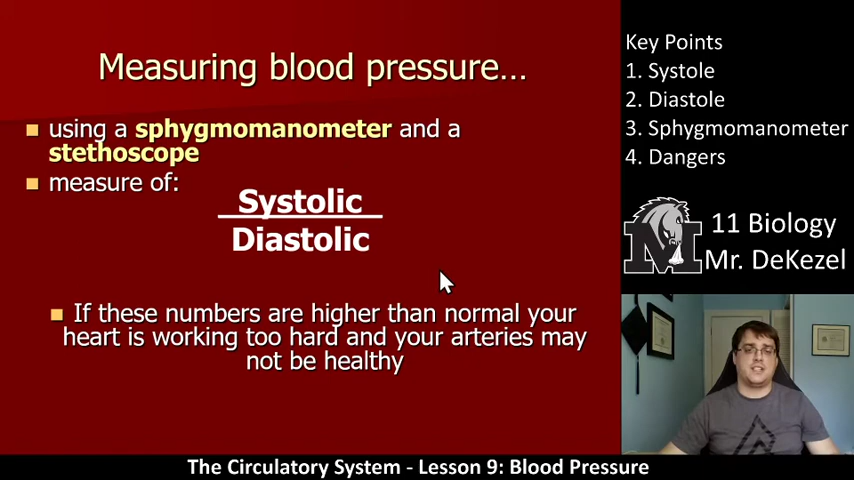 Measuring blood pressure...
using a sphygmomanometer and a
stethoscope
measure of:
Systolic
Diastolic
If these numbers are higher than normal your
heart is working too hard and your arteries may
not be healthy
Key Points
1. Systole
2. Diastole
3. Sphygmomanometer
4. Dangers
M
11 Biology
Mr. DeKezel
The Circulatory System - Lesson 9: Blood Pressure